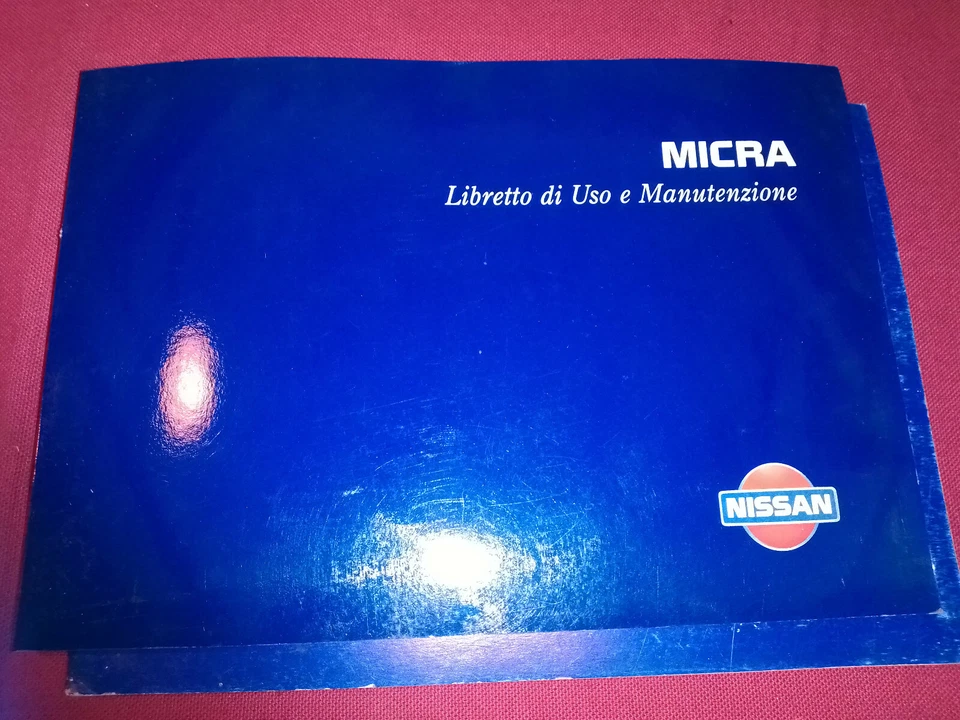 MICRA
Libretto di Uso e Manutenzione
NISSAN